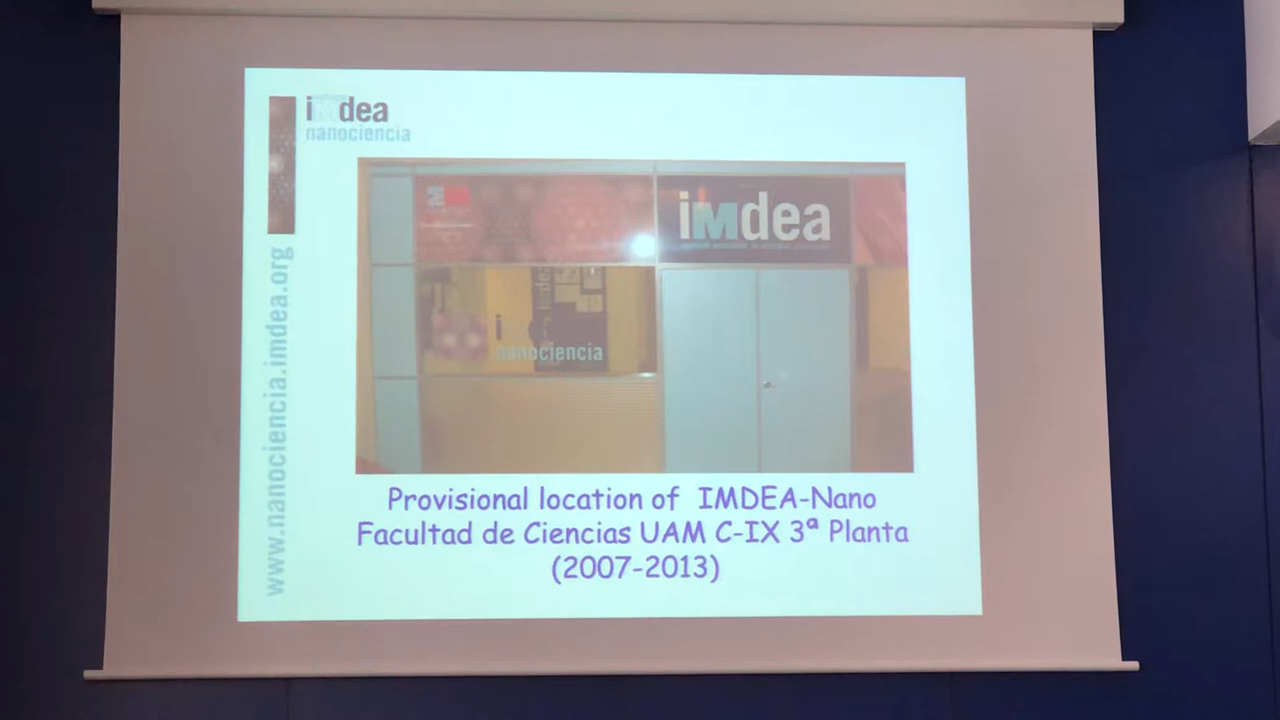 imdea
nanociencia
www.nanociencia.imdea.org
imdea
imdea
i
nanociencia
Provisional location of IMDEA-Nano
Facultad de Ciencias UAM C-IX 3ª Planta
(2007-2013)